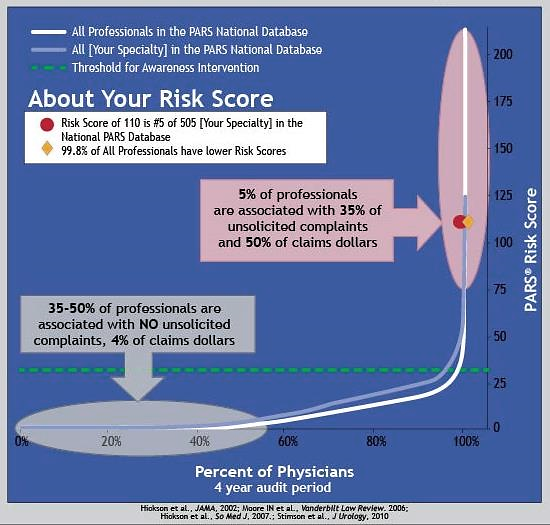 All Professionals in the PARS National Database
All [Your Specialty] in the PARS National Database
Threshold for Awareness Intervention
About Your Risk Score
Risk Score of 110 is #5 of 505 [Your Specialty] in the
National PARS Database
99.8% of All Professionals have lower Risk Scores
5% of professionals
are associated with 35% of
unsolicited complaints
and 50% of claims dollars
35-50% of professionals are
associated with NO unsolicited
complaints, 4% of claims dollars
200
175
150
125
100
75
50
25
0
PARS® Risk Score
0%
20%
40%
60%
80%
100%
Percent of Physicians
4 year audit period
Hickson et al., JAMA, 2002; Moore IN et al., Vanderbilt Law Review. 2006;
Hickson et al., So Med J, 2007.; Stimson et al., J Urology, 2010